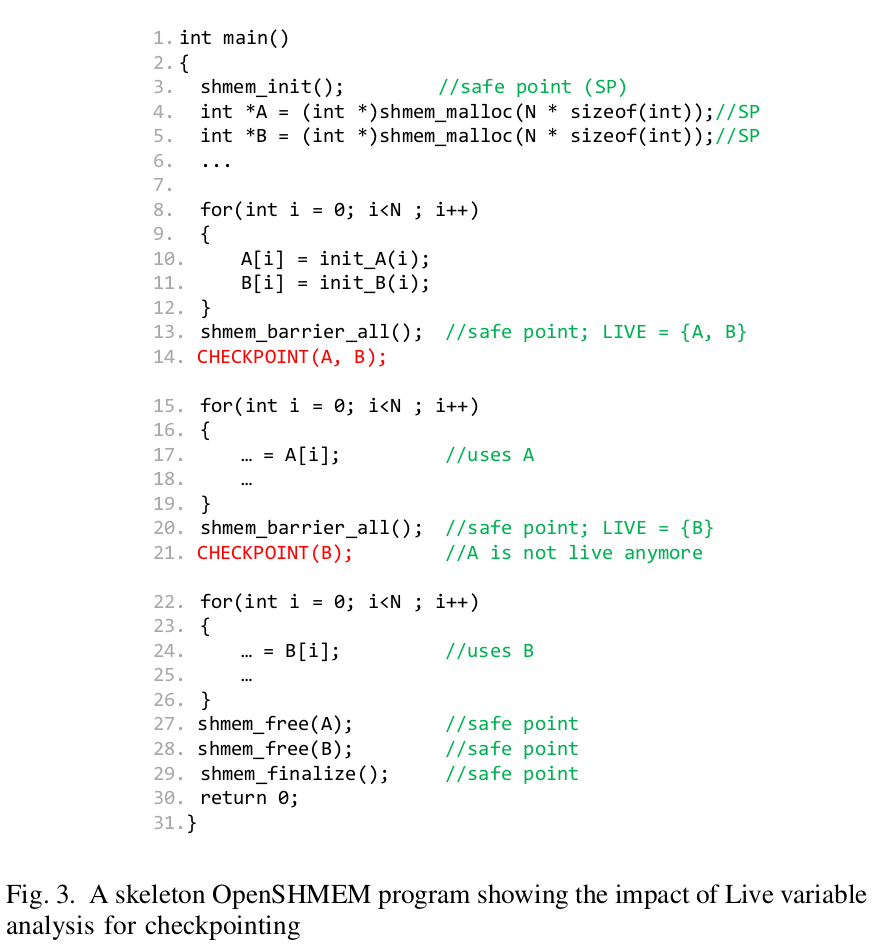 1. int main()
2. {
3. shmem_init(); //safe point (SP)
4. int *A = (int *)shmem_malloc(N * sizeof(int));//SP
5. int *B = (int *)shmem_malloc(N * sizeof(int));//SP
6. ...
7.
8. for(int i = 0; i<N ; i++)
9. {
10. A[i] = init_A(i);
11. B[i] = init_B(i);
12. }
13. shmem_barrier_all(); //safe point; LIVE = {A, B}
14. CHECKPOINT(A, B);
15. for(int i = 0; i<N ; i++)
16. {
17. … = A[i]; //uses A
18. …
19. }
20. shmem_barrier_all(); //safe point; LIVE = {B}
21. CHECKPOINT(B); //A is not live anymore
22. for(int i = 0; i<N ; i++)
23. {
24. … = B[i]; //uses B
25. …
26. }
27. shmem_free(A); //safe point
28. shmem_free(B); //safe point
29. shmem_finalize(); //safe point
30. return 0;
31. }
Fig. 3. A skeleton OpenSHMEM program showing the impact of Live variable
analysis for checkpointing